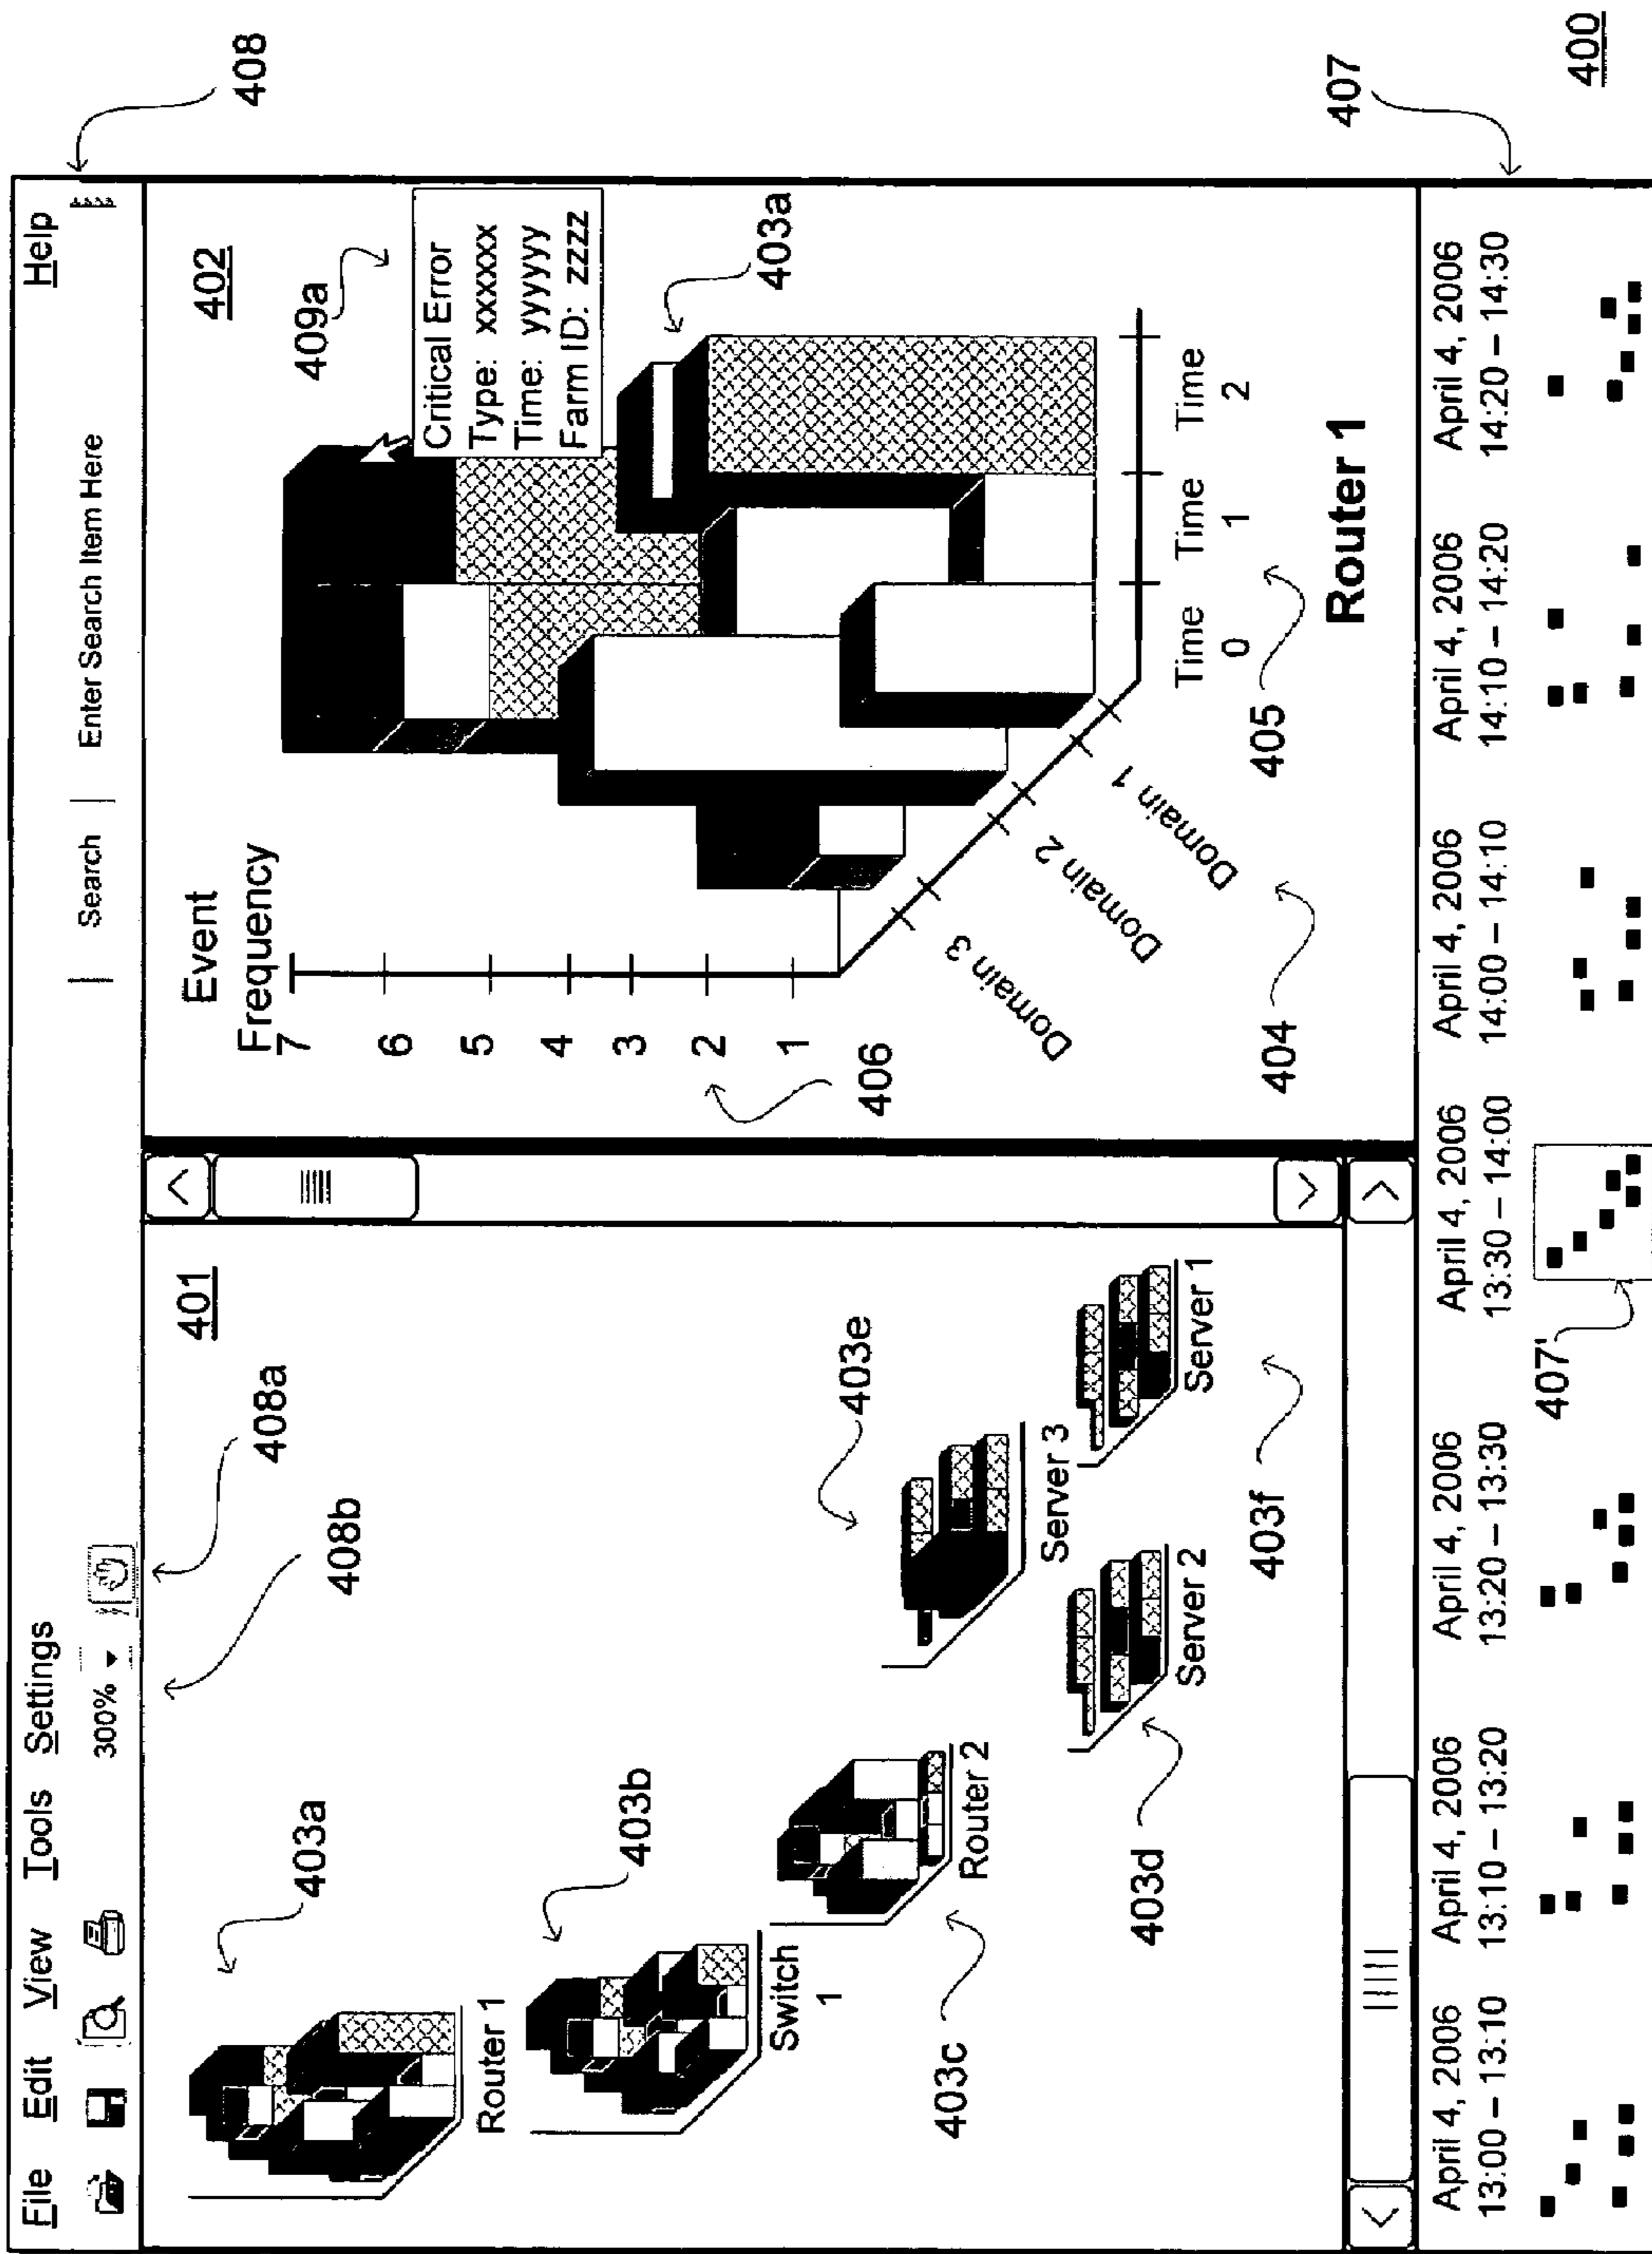 File Edit View Tools Settings Help
300% Search Enter Search Item Here
408
408a
408b
401
403a
Router 1
403b
Switch
1
403c
Router 2
403e
Server 3
403d
Server 2
403f
Server 1
402
Event
Frequency
7
6
5
4
3
2
1
406
Domain 3
Domain 2
Domain 1
404
Time
0
Time
1
Time
2
405
Router 1
409a
Critical Error
Type: xxxxxx
Time: yyyyyy
Farm ID: zzzz
403a
407
April 4, 2006 April 4, 2006 April 4, 2006 April 4, 2006 April 4, 2006 April 4, 2006 April 4, 2006
13:00 – 13:10 13:10 – 13:20 13:20 – 13:30 13:30 – 14:00 14:00 – 14:10 14:10 – 14:20 14:20 – 14:30
407'
400